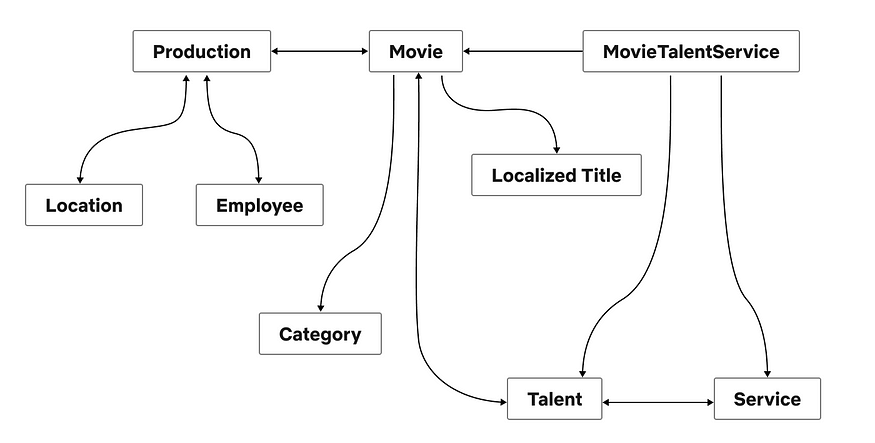 Production
Movie
MovieTalentService
Localized Title
Location
Employee
Category
Talent
Service